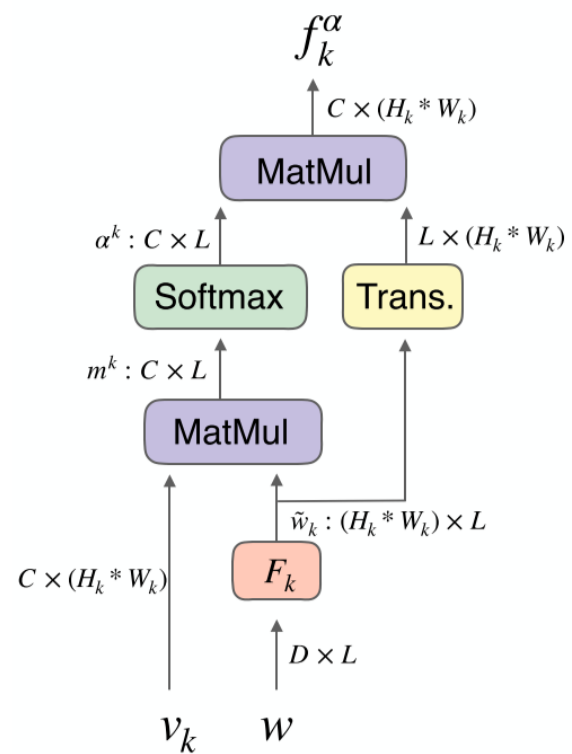 f_k^α
C × (H_k * W_k)
MatMul
α^k : C × L
L × (H_k * W_k)
Softmax
Trans.
m^k : C × L
MatMul
w̃_k : (H_k * W_k) × L
C × (H_k * W_k)
F_k
D × L
v_k
w